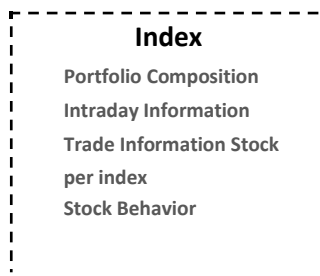 Index
Portfolio Composition
Intraday Information
Trade Information Stock
per index
Stock Behavior